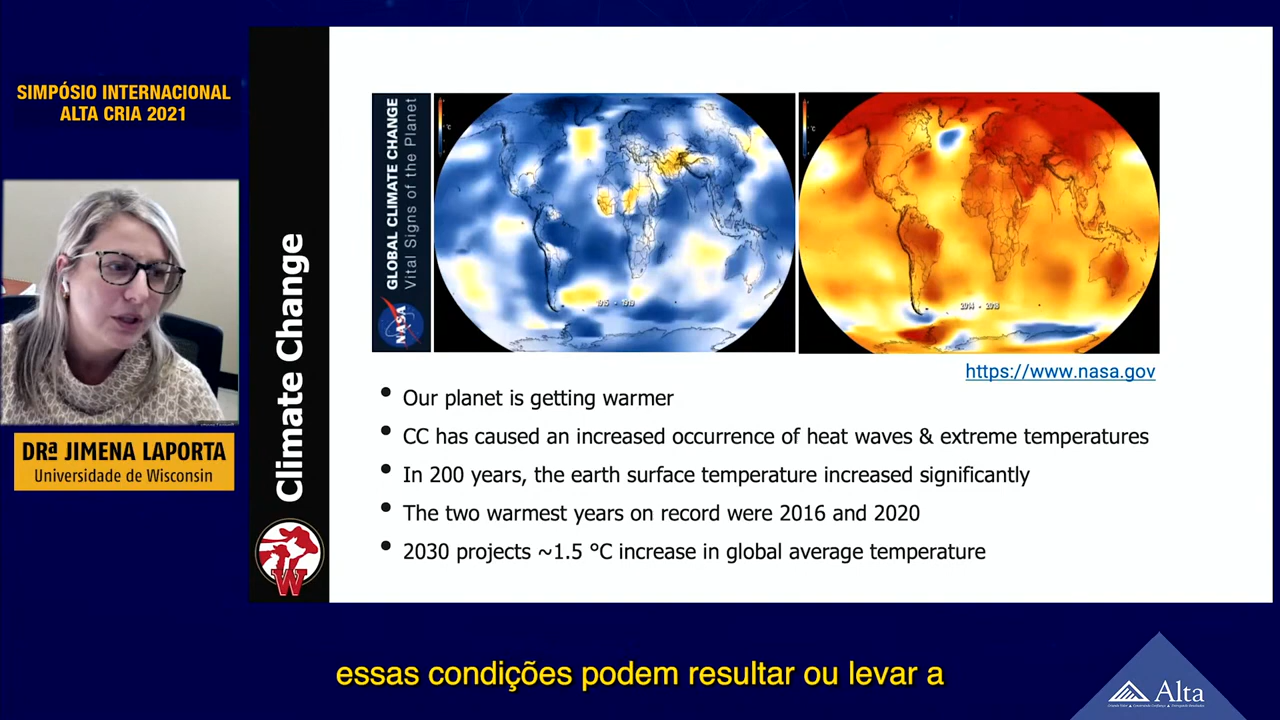 SIMPÓSIO INTERNACIONAL
ALTA CRIA 2021
DRª JIMENA LAPORTA
Universidade de Wisconsin
Climate Change
W
GLOBAL CLIMATE CHANGE
Vital Signs of the Planet
NASA
2014 - 2018
https://www.nasa.gov
• Our planet is getting warmer
• CC has caused an increased occurrence of heat waves & extreme temperatures
• In 200 years, the earth surface temperature increased significantly
• The two warmest years on record were 2016 and 2020
• 2030 projects ~1.5 °C increase in global average temperature
essas condições podem resultar ou levar a
Alta